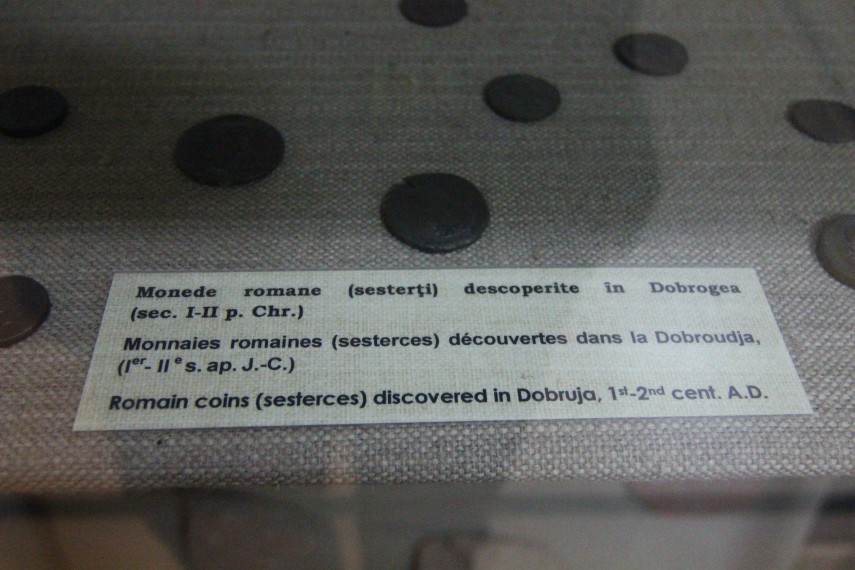 Monede romane (sesterţi) descoperite în Dobrogea
(sec. I-II p. Chr.)
Monnaies romaines (sesterces) découvertes dans la Dobroudja,
(Ier- II e s. ap. J.-C.)
Romain coins (sesterces) discovered in Dobruja, 1st-2nd cent. A.D.